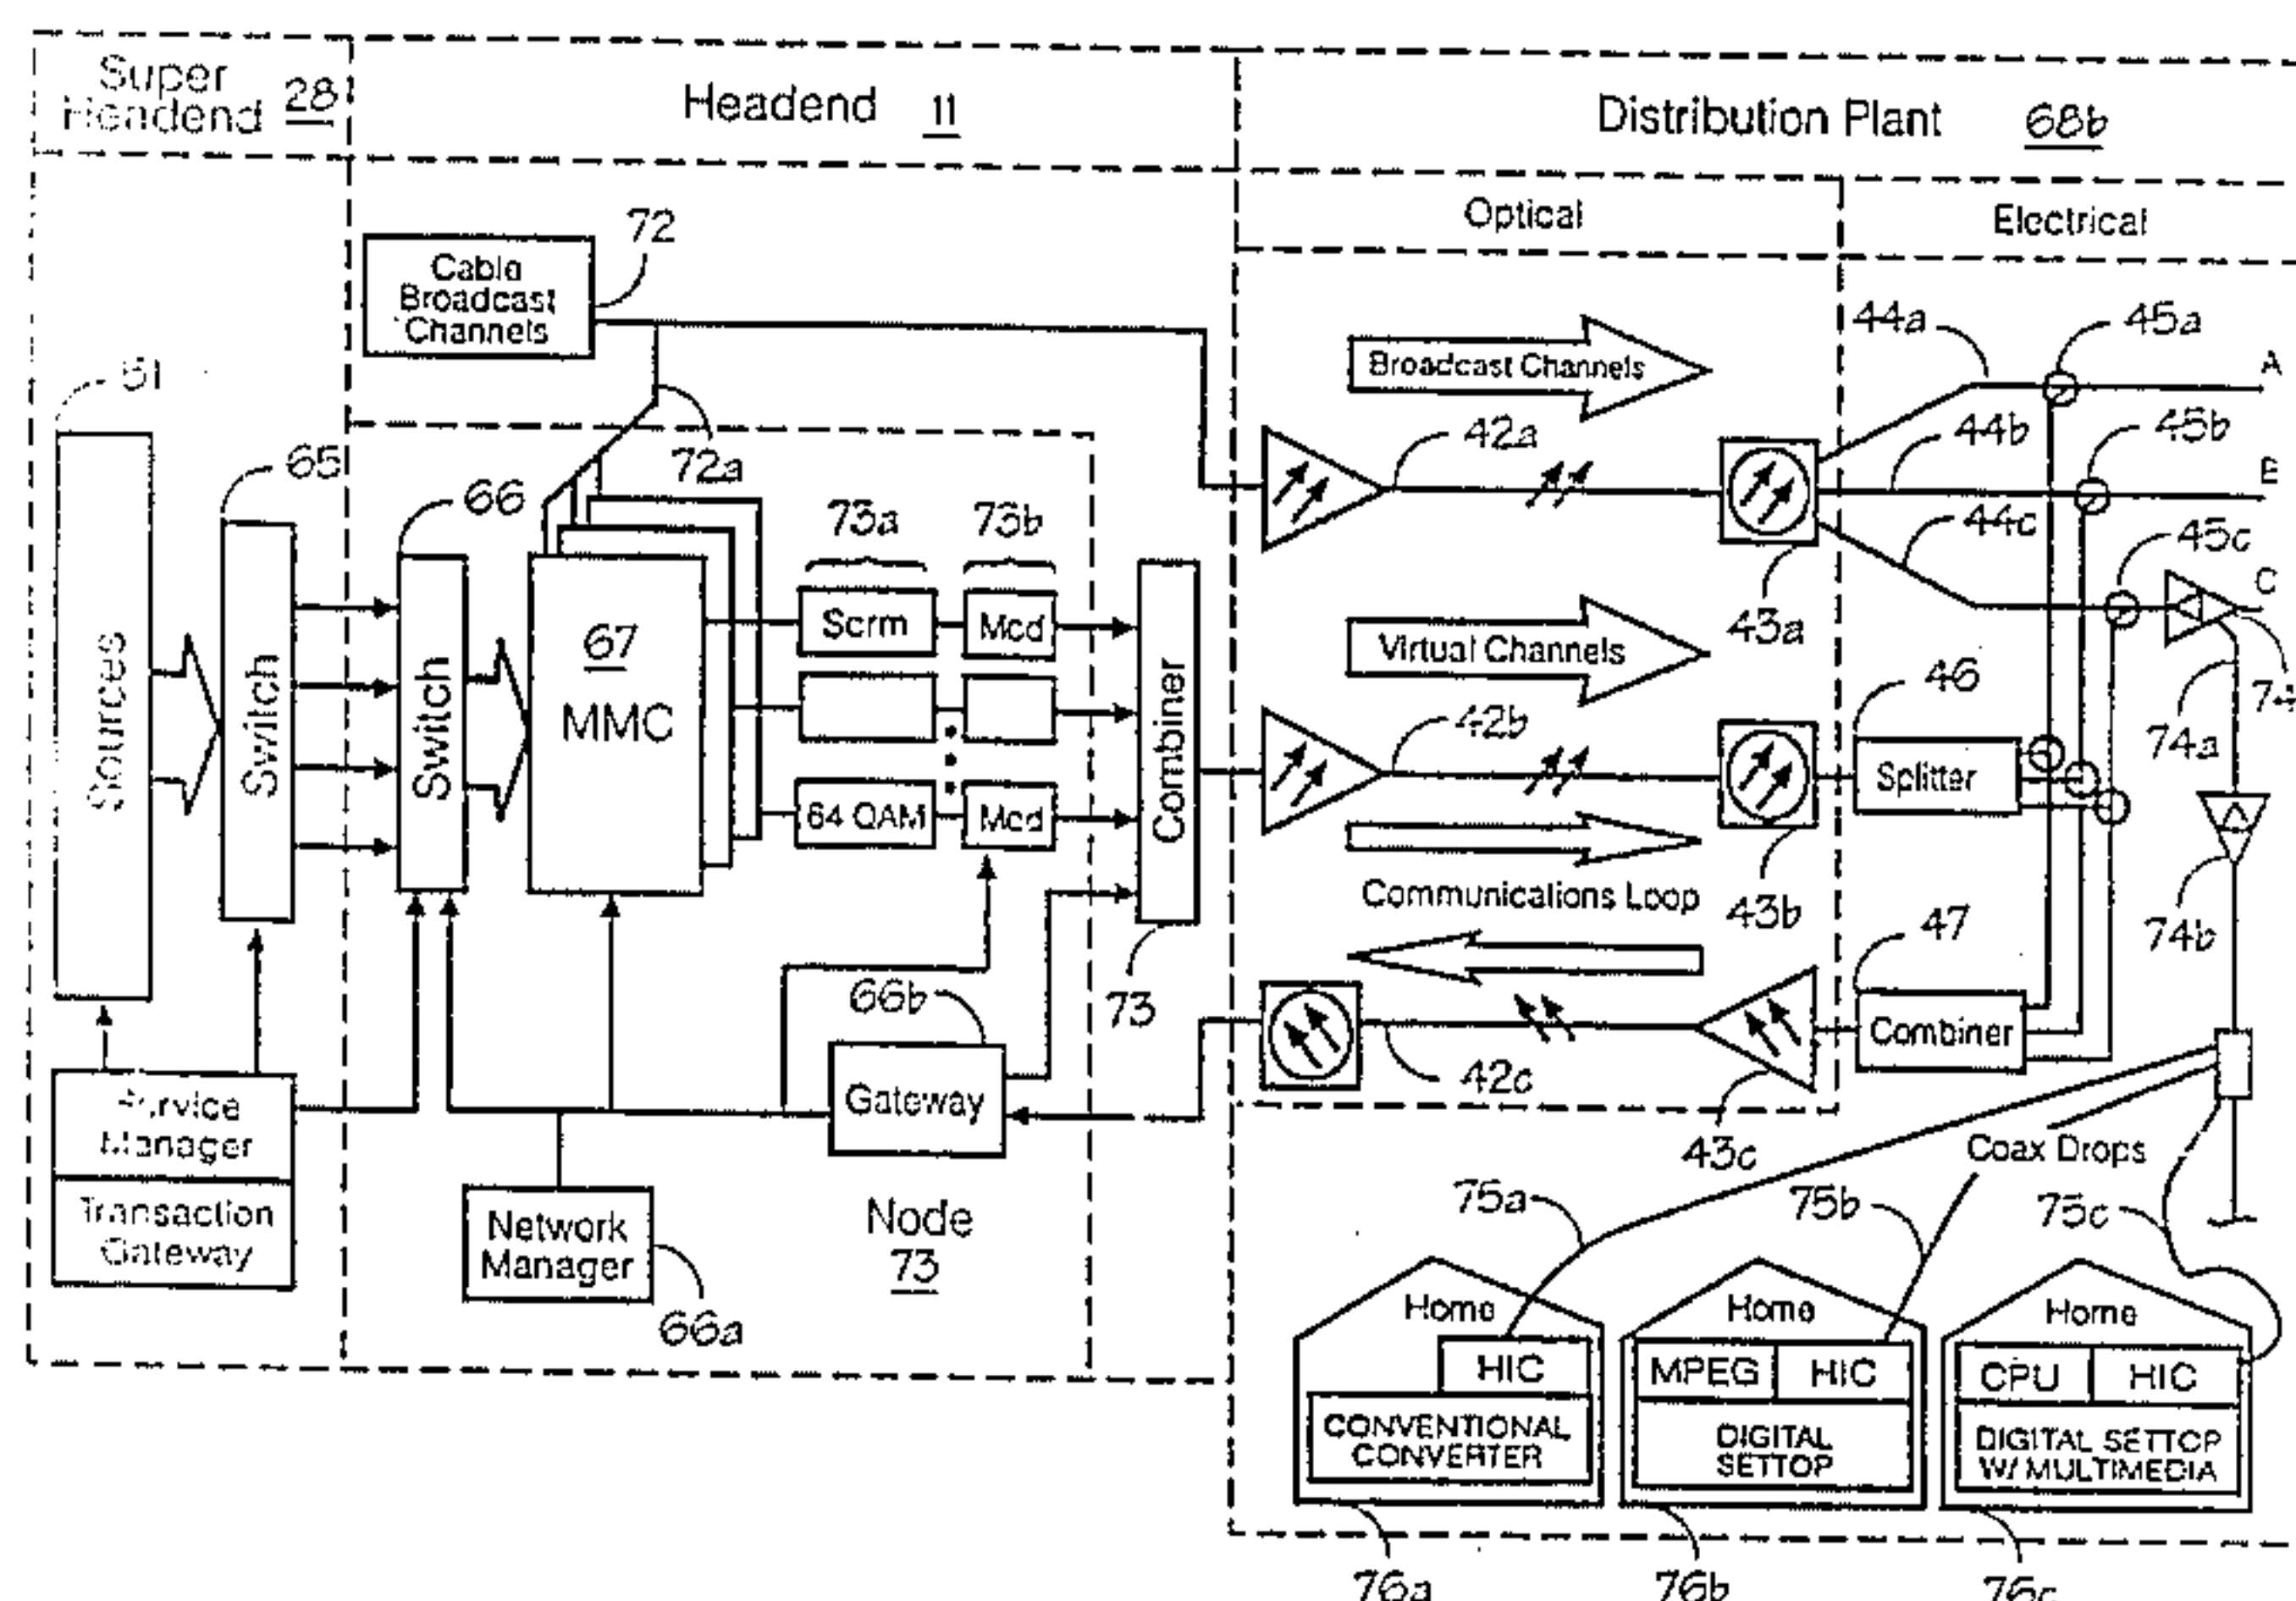 Super
Headend 28
Headend 11
Distribution Plant 68b
Optical
Electrical
Cable
Broadcast
Channels
72
72a
51
Sources
65
Switch
66
Switch
67
MMC
73a
73b
Scrm
Mod
64 QAM
Mod
Combiner
73
Service
Manager
Transaction
Gateway
Network
Manager
66a
66b
Gateway
Node
73
Broadcast Channels
42a
43a
Virtual Channels
42b
43b
Communications Loop
42c
43c
44a
45a
A
44b
45b
44c
45c
C
46
Splitter
74
74a
74b
47
Combiner
Coax Drops
75a
75b
75c
Home
HIC
CONVENTIONAL
CONVERTER
Home
MPEG
HIC
DIGITAL
SETTOP
Home
CPU
HIC
DIGITAL SETTOP
W/ MULTIMEDIA
76a
76b
76c